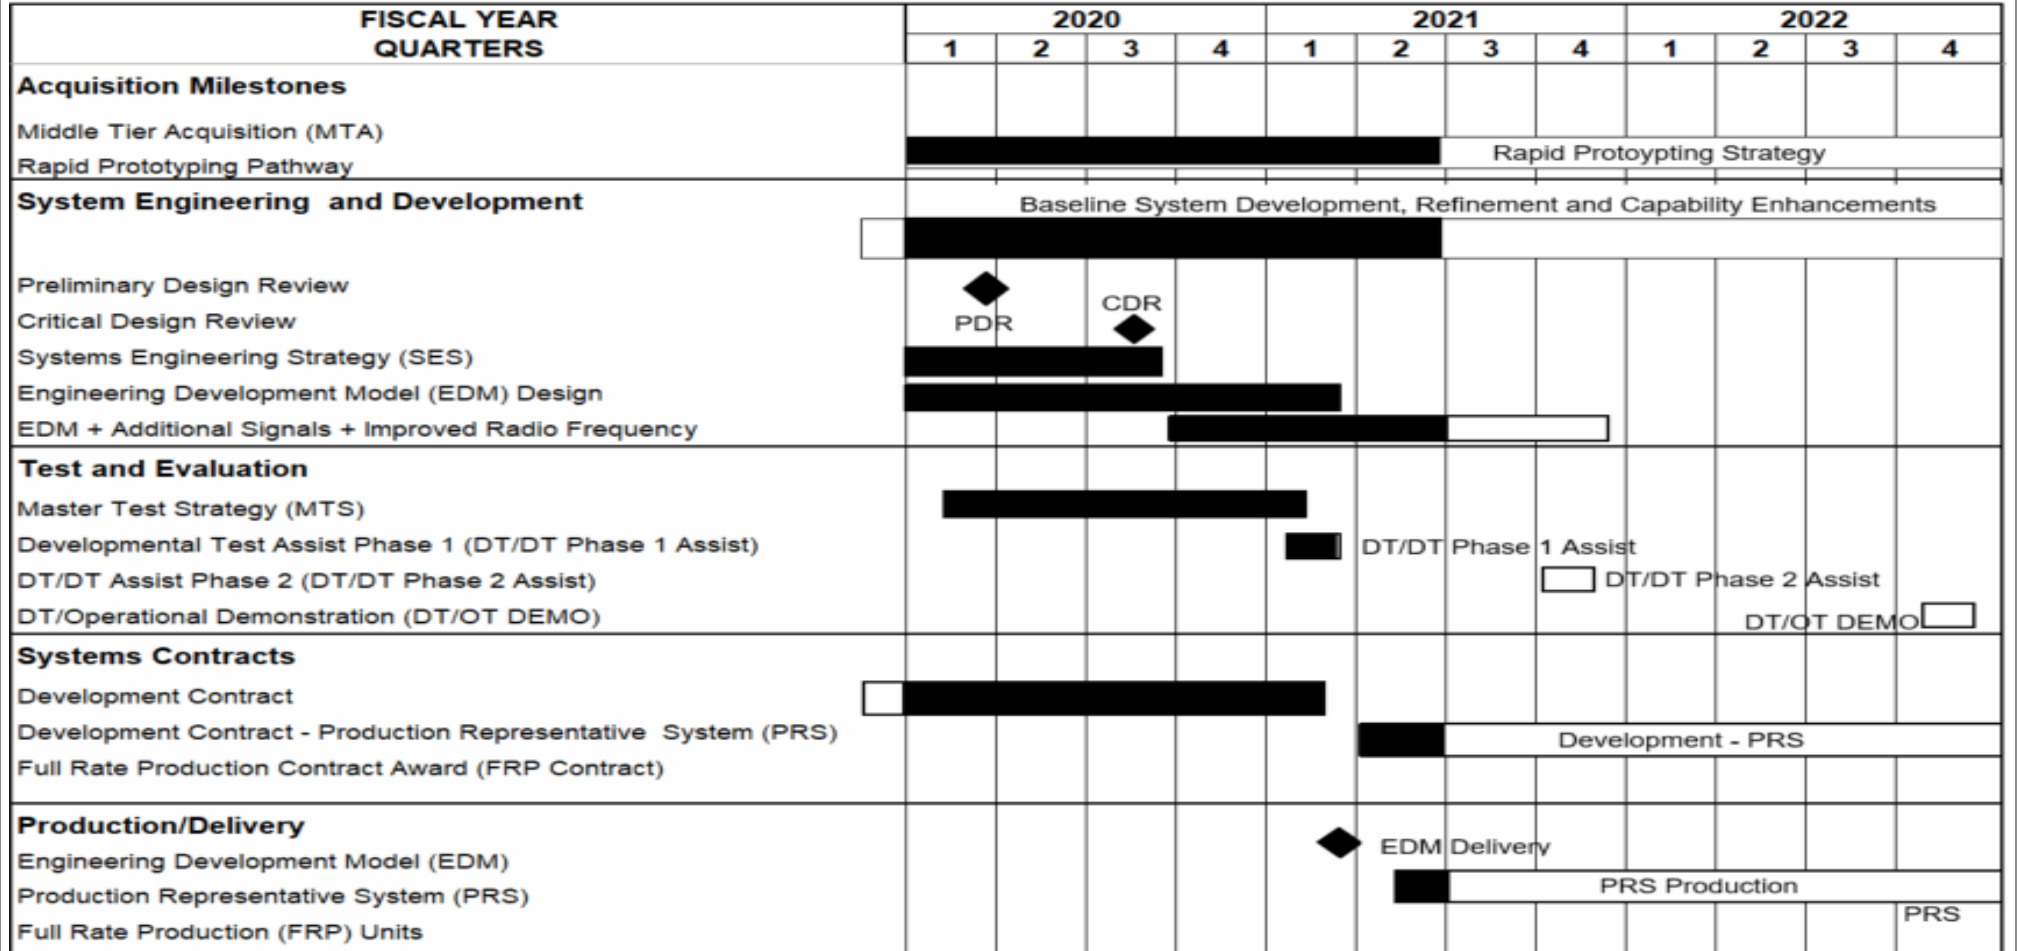 FISCAL YEAR 2020 2021 2022
QUARTERS 1 2 3 4 1 2 3 4 1 2 3 4
Acquisition Milestones
Middle Tier Acquisition (MTA)
Rapid Protoypting Strategy
Rapid Prototyping Pathway
System Engineering and Development
Baseline System Development, Refinement and Capability Enhancements
Preliminary Design Review
CDR
Critical Design Review
PDR
Systems Engineering Strategy (SES)
Engineering Development Model (EDM) Design
EDM + Additional Signals + Improved Radio Frequency
Test and Evaluation
Master Test Strategy (MTS)
Developmental Test Assist Phase 1 (DT/DT Phase 1 Assist) DT/DT Phase 1 Assist
DT/DT Assist Phase 2 (DT/DT Phase 2 Assist) DT/DT Phase 2 Assist
DT/Operational Demonstration (DT/OT DEMO) DT/OT DEMO
Systems Contracts
Development Contract
Development Contract - Production Representative System (PRS) Development - PRS
Full Rate Production Contract Award (FRP Contract)
Production/Delivery
EDM Delivery
Engineering Development Model (EDM)
Production Representative System (PRS) PRS Production
PRS
Full Rate Production (FRP) Units